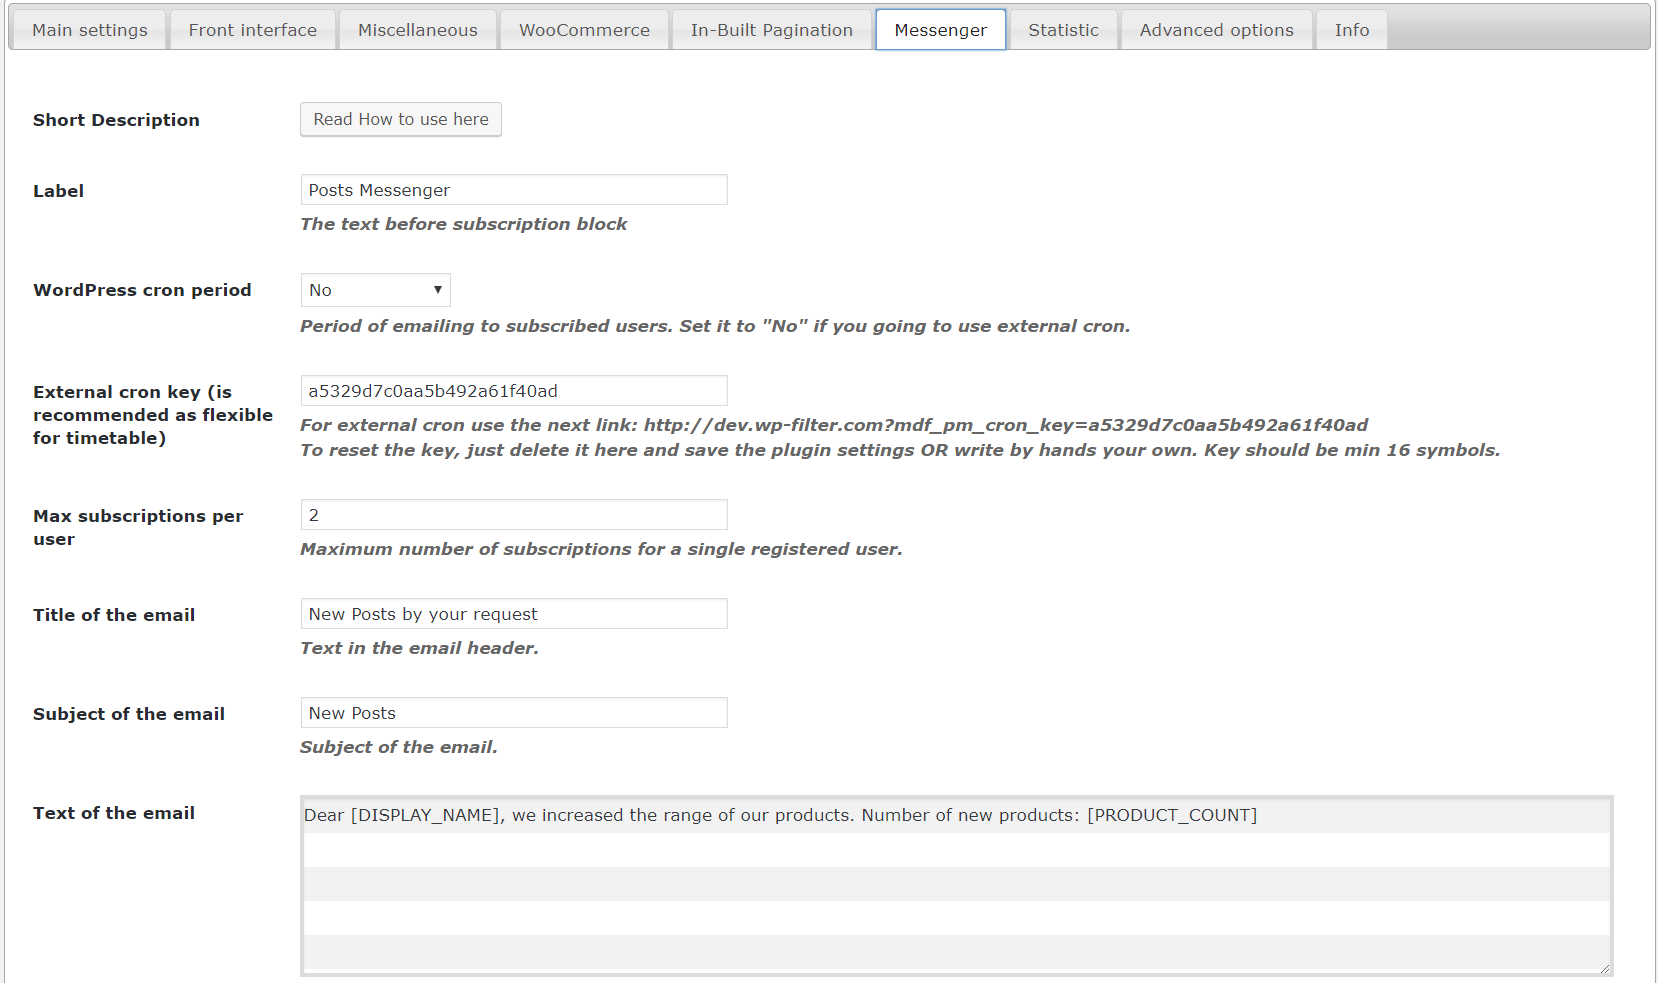 Main settings Front interface Miscellaneous WooCommerce In-Built Pagination Messenger Statistic Advanced options Info
Short Description
Read How to use here
Label
Posts Messenger
The text before subscription block
WordPress cron period
No
Period of emailing to subscribed users. Set it to "No" if you going to use external cron.
External cron key (is
recommended as flexible
for timetable)
a5329d7c0aa5b492a61f40ad
For external cron use the next link: http://dev.wp-filter.com?mdf_pm_cron_key=a5329d7c0aa5b492a61f40ad
To reset the key, just delete it here and save the plugin settings OR write by hands your own. Key should be min 16 symbols.
Max subscriptions per
user
2
Maximum number of subscriptions for a single registered user.
Title of the email
New Posts by your request
Text in the email header.
Subject of the email
New Posts
Subject of the email.
Text of the email
Dear [DISPLAY_NAME], we increased the range of our products. Number of new products: [PRODUCT_COUNT]